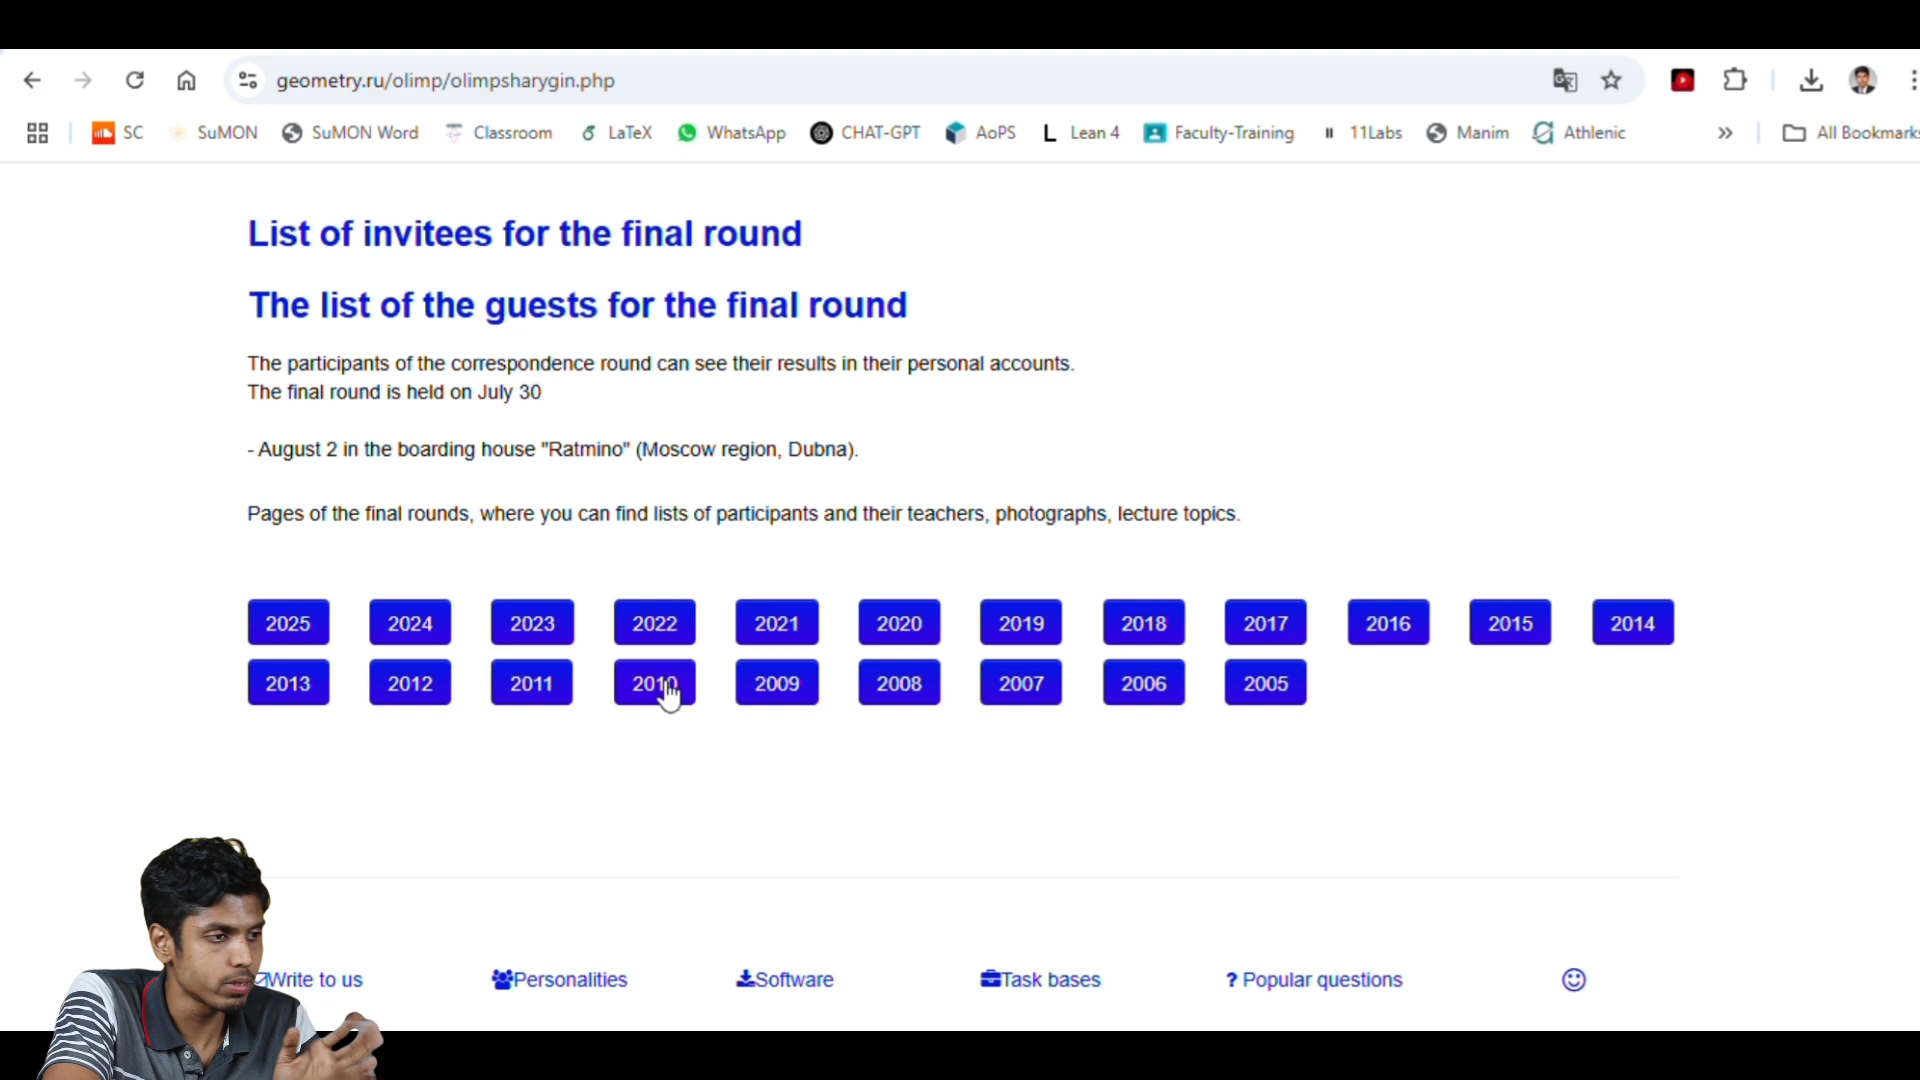 geometry.ru/olimp/olimpsharygin.php
SC SuMON SuMON Word Classroom LaTeX WhatsApp CHAT-GPT AoPS Lean 4 Faculty-Training 11Labs Manim Athlenic » All Bookmarks
List of invitees for the final round
The list of the guests for the final round
The participants of the correspondence round can see their results in their personal accounts.
The final round is held on July 30
- August 2 in the boarding house "Ratmino" (Moscow region, Dubna).
Pages of the final rounds, where you can find lists of participants and their teachers, photographs, lecture topics.
2025 2024 2023 2022 2021 2020 2019 2018 2017 2016 2015 2014
2013 2012 2011 2010 2009 2008 2007 2006 2005
Write to us Personalities Software Task bases ? Popular questions